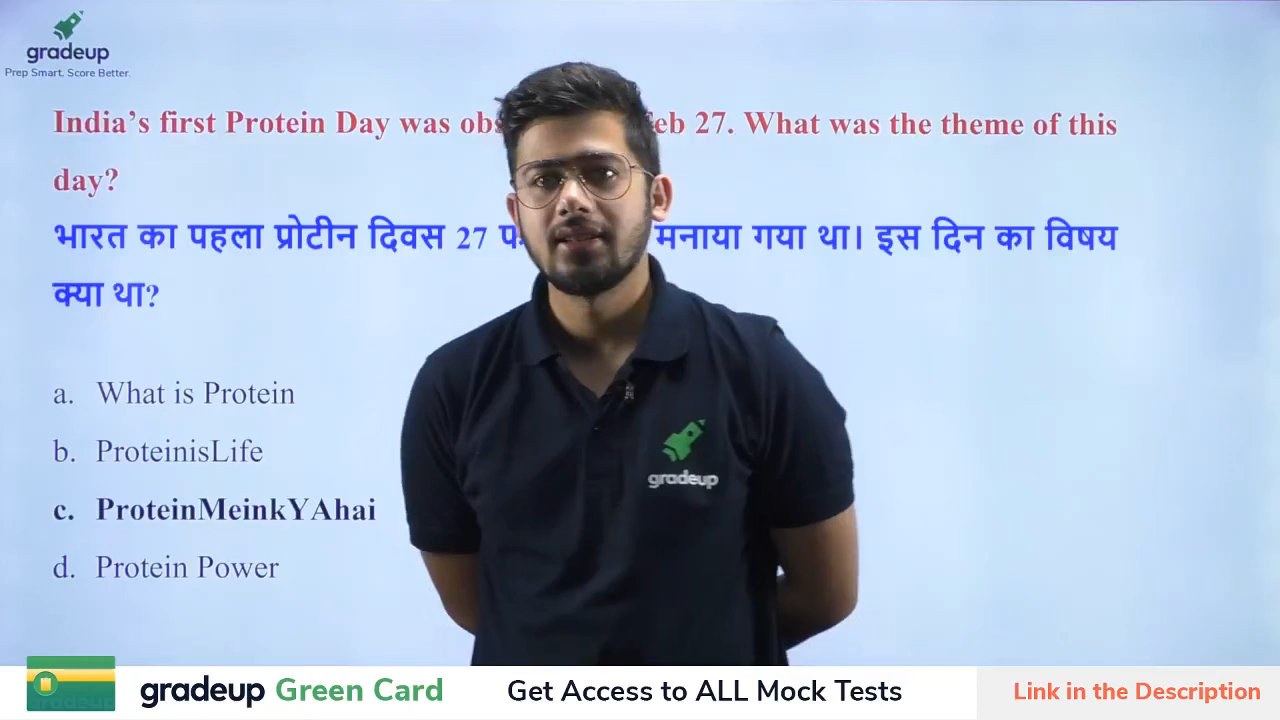 gradeup
Prep Smart. Score Better.
India's first Protein Day was obs eb 27. What was the theme of this
day?
भारत का पहला प्रोटीन दिवस 27 मनाया गया था। इस दिन का विषय
क्या था?
a. What is Protein
b. ProteinisLife
c. ProteinMeinkYAhai
d. Protein Power
gradeup
gradeup Green Card
Get Access to ALL Mock Tests
Link in the Description